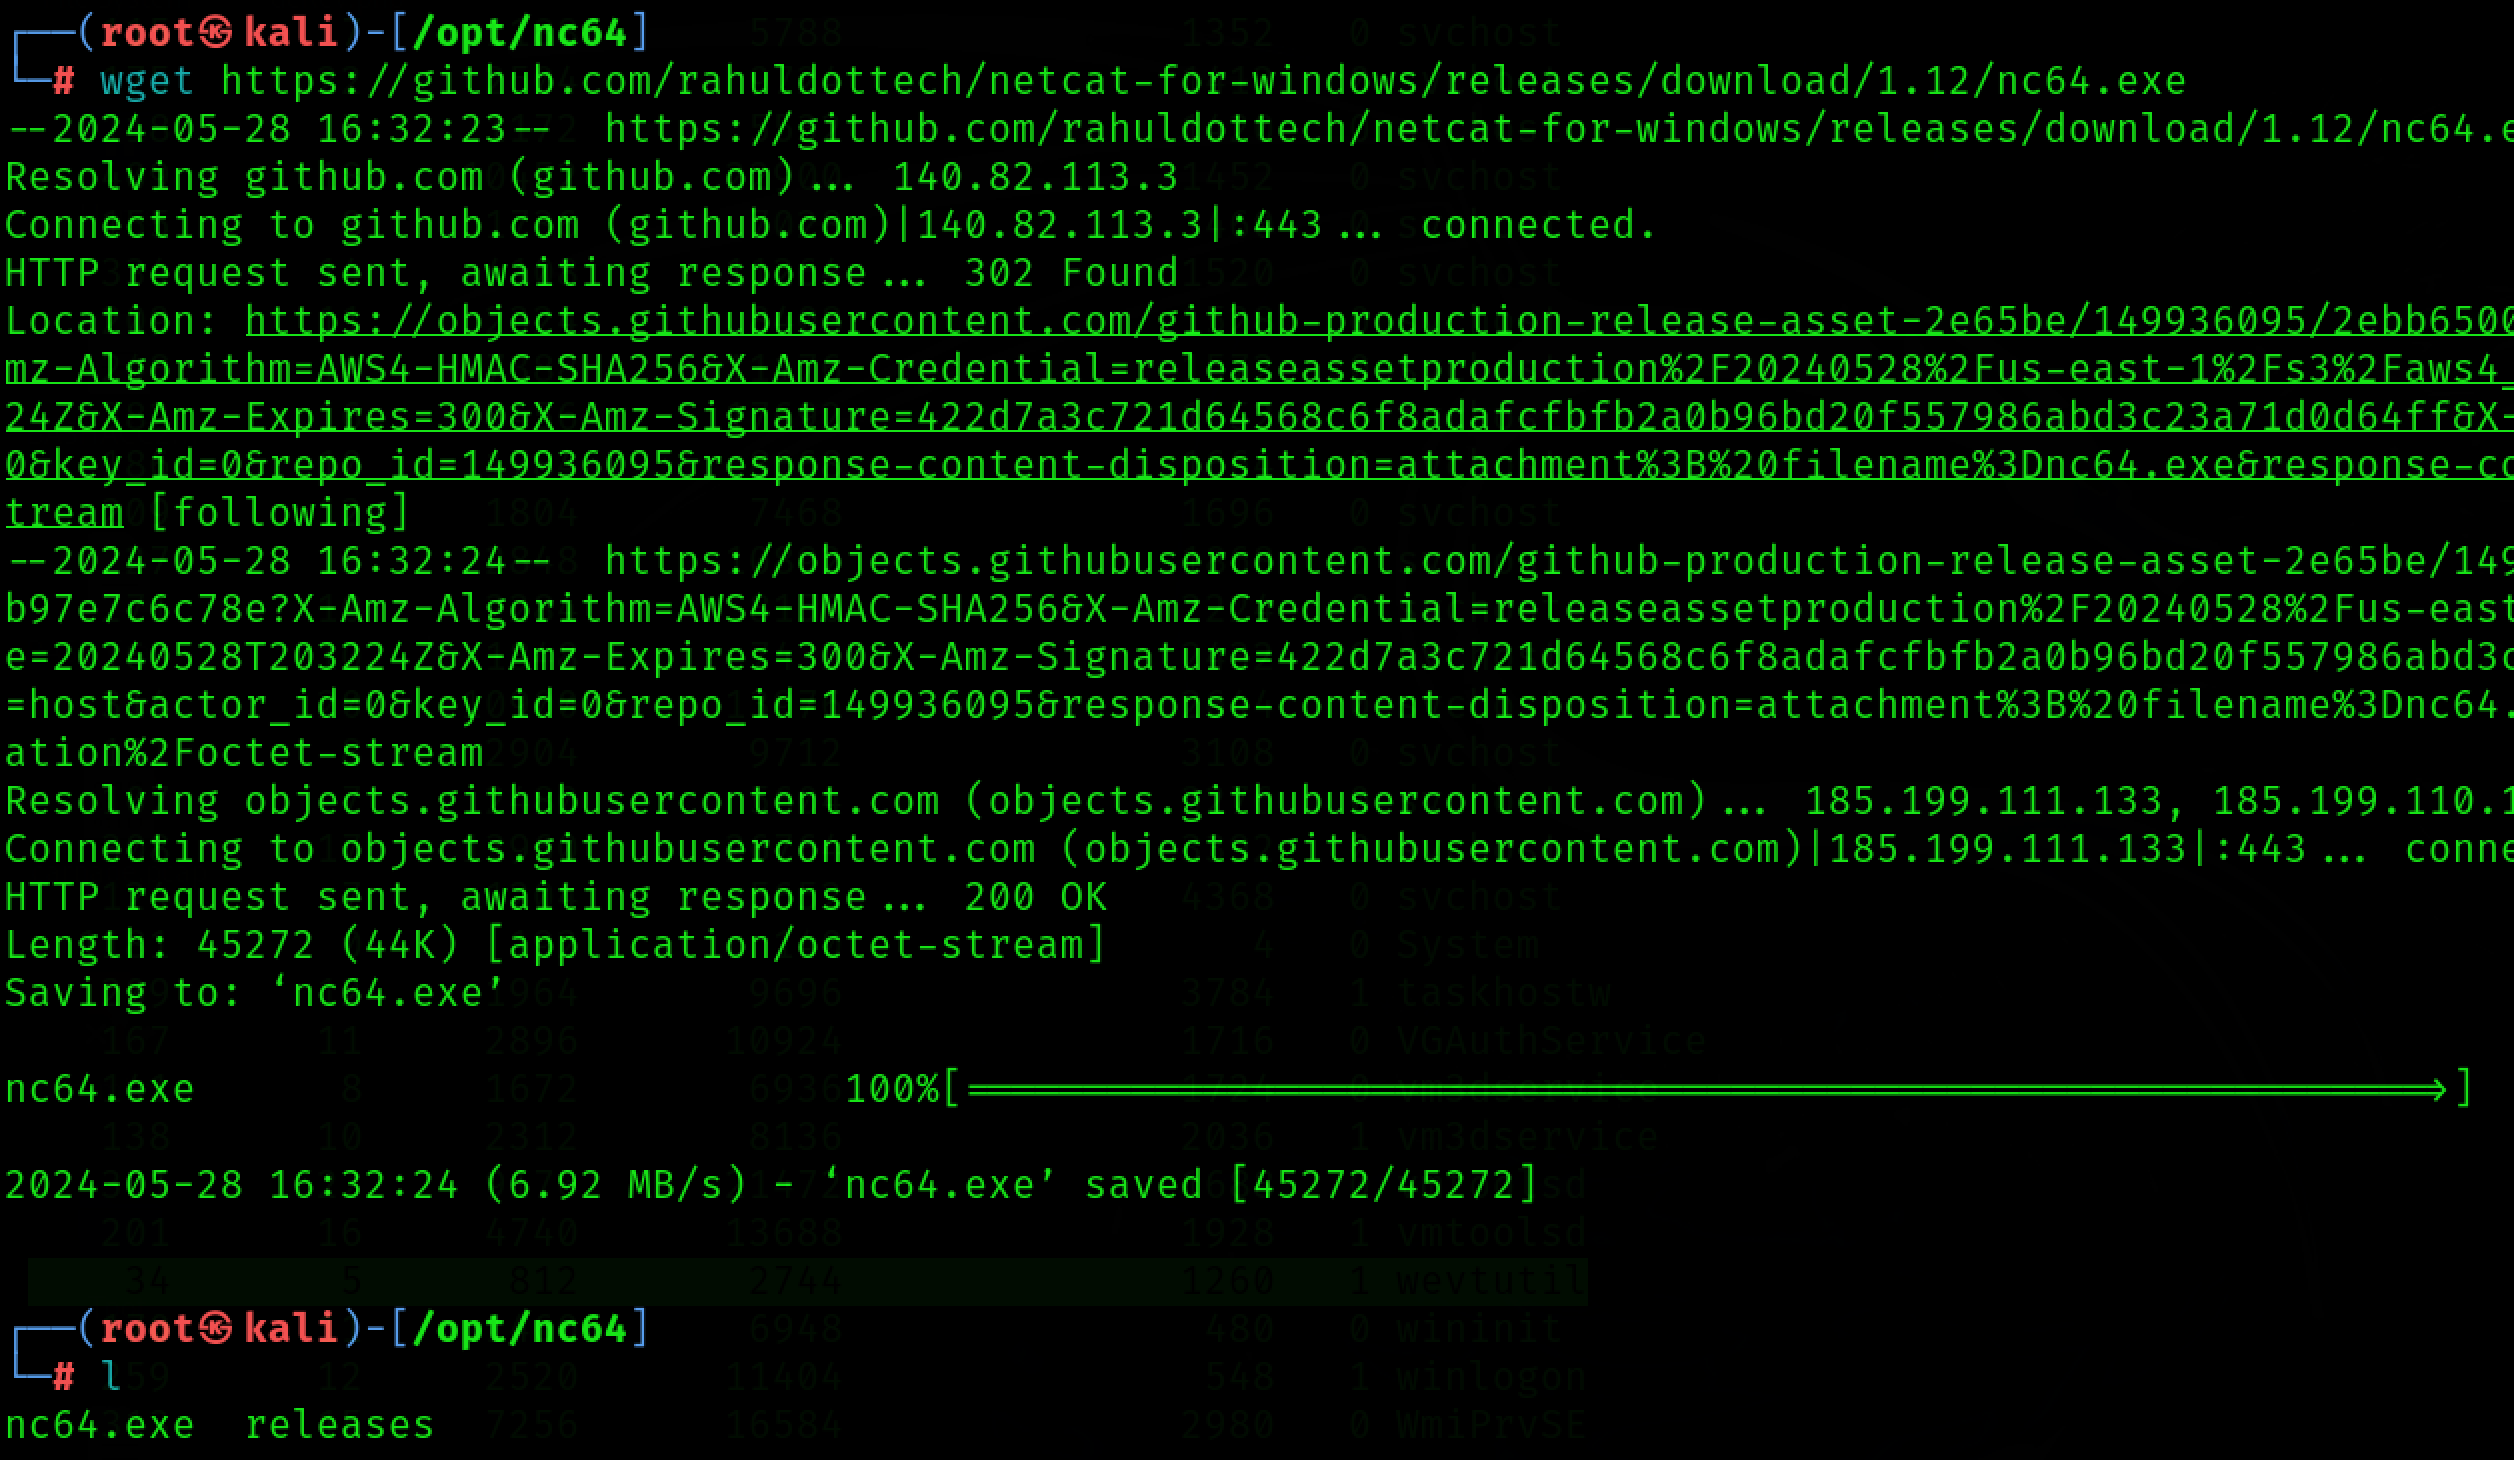 ┌──(root㉿kali)-[/opt/nc64]
└─# wget https://github.com/rahuldottech/netcat-for-windows/releases/download/1.12/nc64.exe
--2024-05-28 16:32:23--  https://github.com/rahuldottech/netcat-for-windows/releases/download/1.12/nc64.e
Resolving github.com (github.com)... 140.82.113.3
Connecting to github.com (github.com)|140.82.113.3|:443... connected.
HTTP request sent, awaiting response... 302 Found
Location: https://objects.githubusercontent.com/github-production-release-asset-2e65be/149936095/2ebb6500
mz-Algorithm=AWS4-HMAC-SHA256&X-Amz-Credential=releaseassetproduction%2F20240528%2Fus-east-1%2Fs3%2Faws4_
24Z&X-Amz-Expires=300&X-Amz-Signature=422d7a3c721d64568c6f8adafcfbfb2a0b96bd20f557986abd3c23a71d0d64ff&X-
0&key_id=0&repo_id=149936095&response-content-disposition=attachment%3B%20filename%3Dnc64.exe&response-co
tream [following]
--2024-05-28 16:32:24--  https://objects.githubusercontent.com/github-production-release-asset-2e65be/149
b97e7c6c78e?X-Amz-Algorithm=AWS4-HMAC-SHA256&X-Amz-Credential=releaseassetproduction%2F20240528%2Fus-east
e=20240528T203224Z&X-Amz-Expires=300&X-Amz-Signature=422d7a3c721d64568c6f8adafcfbfb2a0b96bd20f557986abd3c
=host&actor_id=0&key_id=0&repo_id=149936095&response-content-disposition=attachment%3B%20filename%3Dnc64.
ation%2Foctet-stream
Resolving objects.githubusercontent.com (objects.githubusercontent.com)... 185.199.111.133, 185.199.110.1
Connecting to objects.githubusercontent.com (objects.githubusercontent.com)|185.199.111.133|:443... conne
HTTP request sent, awaiting response... 200 OK
Length: 45272 (44K) [application/octet-stream]
Saving to: ‘nc64.exe’
nc64.exe 100%[==============================>]
2024-05-28 16:32:24 (6.92 MB/s) - ‘nc64.exe’ saved [45272/45272]
┌──(root㉿kali)-[/opt/nc64]
└─# l
nc64.exe  releases